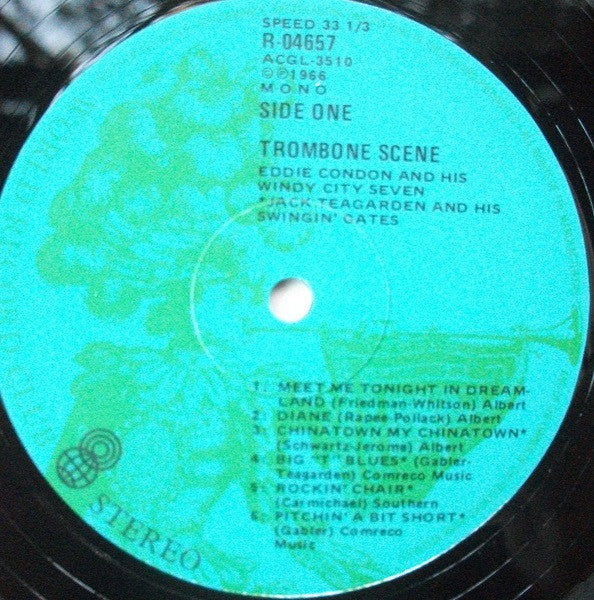 SPEED 33 1/3
R-04657
ACGL-3510
©℗1966
MONO
SIDE ONE
TROMBONE SCENE
EDDIE CONDON AND HIS
WINDY CITY SEVEN
*JACK TEAGARDEN AND HIS
SWINGIN' CATES
1. MEET ME TONIGHT IN DREAM-
LAND (Friedman-Whitson) Albert
2. DIANE (Rapee-Pollack) Albert
3. CHINATOWN MY CHINATOWN*
(Schwartz-Jerome) Albert
4. BIG "T" BLUES* (Gabler-
Teagarden) Comreco Music
5. ROCKIN' CHAIR*
(Carmichael) Southern
6. PITCHIN' A BIT SHORT*
(Gabler) Comreco
Music
STEREO